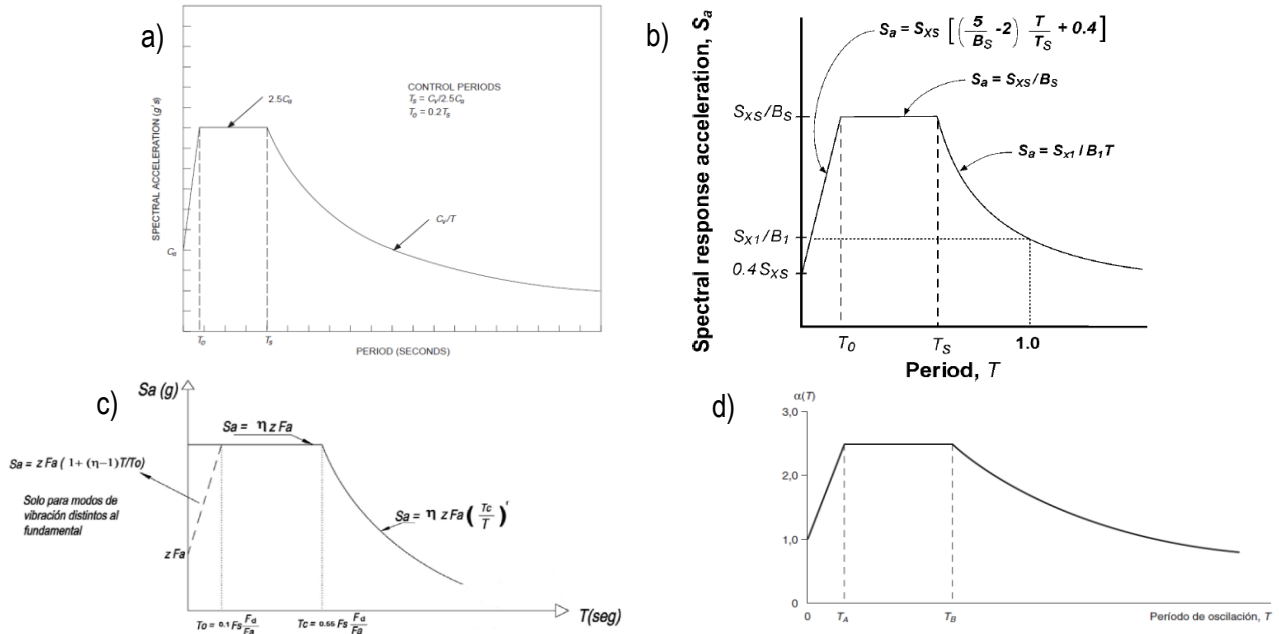 a)
SPECTRAL ACCELERATION (g's)
2.5Ca
CONTROL PERIODS
Ts = Cv/2.5Ca
To = 0.2Ts
Cv/T
Ca
To
Ts
PERIOD (SECONDS)
b)
Spectral response acceleration, Sa
Sa = SXS [(5/BS -2) T/TS + 0.4]
Sa = SXS/BS
SXS/BS
Sa = Sx1/B1T
SX1/B1
0.4SXS
T0
TS
1.0
Period, T
c)
Sa (g)
Sa = η z Fa
Sa = z Fa ( 1+ (η-1)T/To)
Solo para modos de
vibración distintos al
fundamental
Sa = η z Fa (Tc/T)^r
z Fa
To = 0.1 Fs Fd/Fa
Tc = 0.55 Fs Fd/Fa
T(seg)
d)
α(T)
3,0
2,0
1,0
0
0
TA
TB
Período de oscilación, T